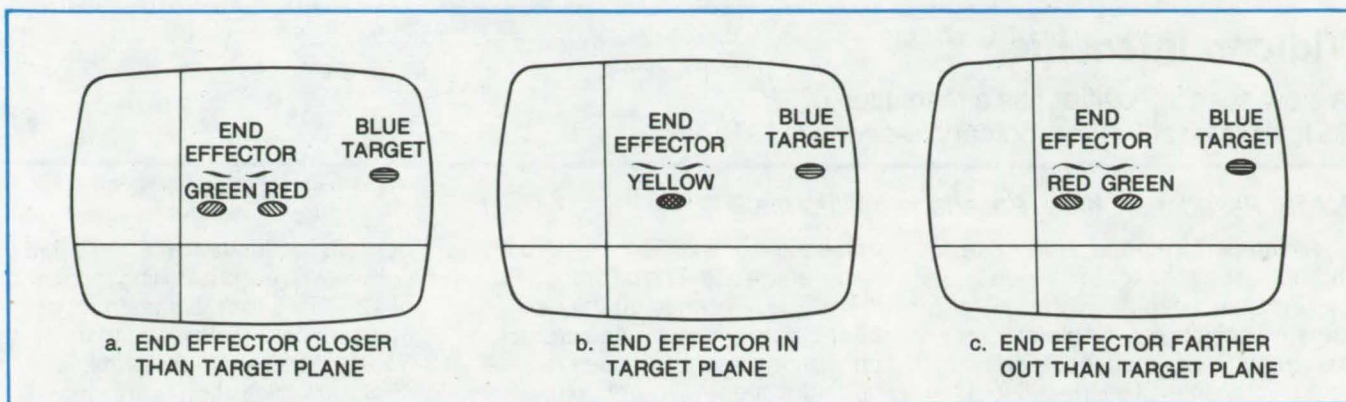 END
EFFECTOR
BLUE
TARGET
GREEN RED
a. END EFFECTOR CLOSER
THAN TARGET PLANE
END
EFFECTOR
BLUE
TARGET
YELLOW
b. END EFFECTOR IN
TARGET PLANE
END
EFFECTOR
BLUE
TARGET
RED GREEN
c. END EFFECTOR FARTHER
OUT THAN TARGET PLANE